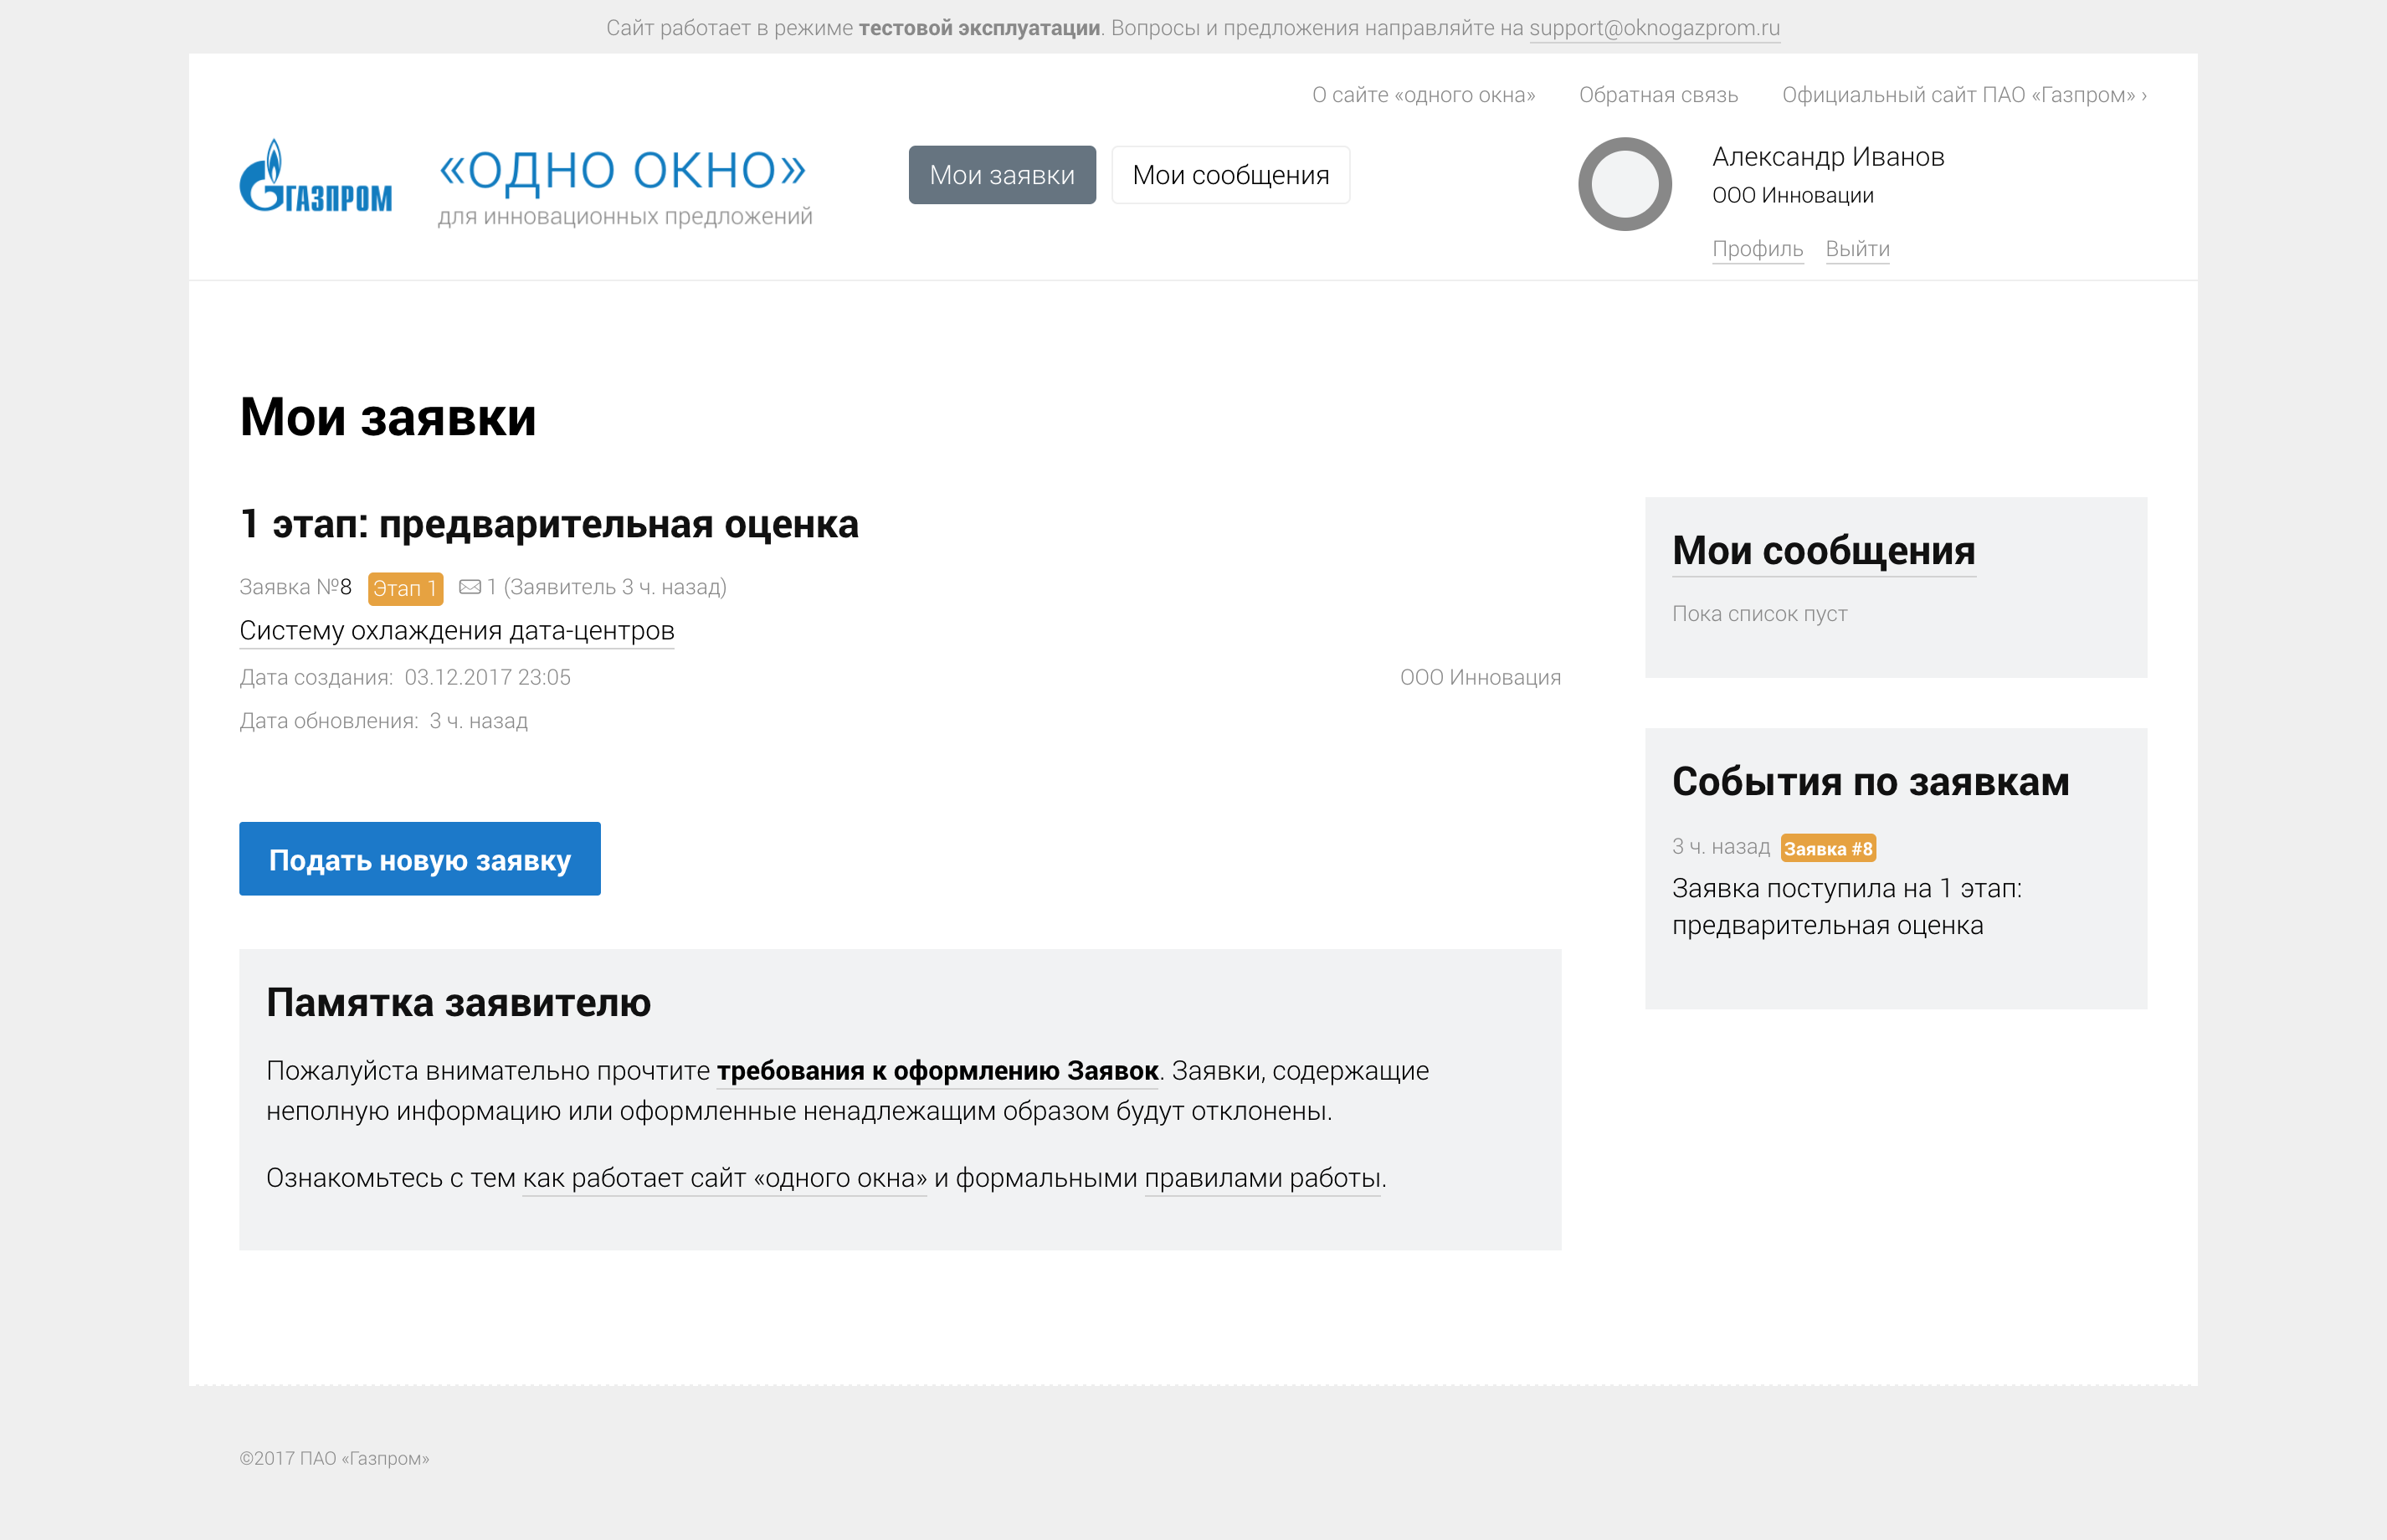 Сайт работает в режиме тестовой эксплуатации. Вопросы и предложения направляйте на support@oknogazprom.ru
О сайте «одного окна» Обратная связь Официальный сайт ПАО «Газпром» ›
ГАЗПРОМ
«ОДНО ОКНО»
для инновационных предложений
Мои заявки Мои сообщения
Александр Иванов
ООО Инновации
Профиль Выйти
Мои заявки
1 этап: предварительная оценка
Заявка №8 Этап 1 1 (Заявитель 3 ч. назад)
Систему охлаждения дата-центров
Дата создания: 03.12.2017 23:05 ООО Инновация
Дата обновления: 3 ч. назад
Подать новую заявку
Памятка заявителю
Пожалуйста внимательно прочтите требования к оформлению Заявок. Заявки, содержащие
неполную информацию или оформленные ненадлежащим образом будут отклонены.
Ознакомьтесь с тем как работает сайт «одного окна» и формальными правилами работы.
Мои сообщения
Пока список пуст
События по заявкам
3 ч. назад Заявка #8
Заявка поступила на 1 этап:
предварительная оценка
©2017 ПАО «Газпром»